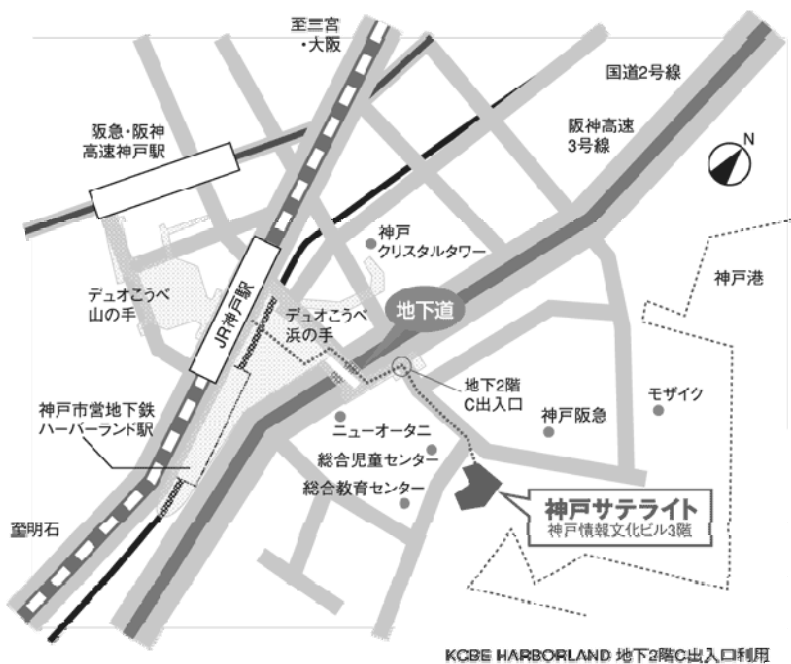 至三宮
・大阪
国道2号線
阪神高速
3号線
N
阪急・阪神
高速神戸駅
神戸
クリスタルタワー
神戸港
デュオこうべ
山の手
JR神戸駅
デュオこうべ
浜の手
地下道
地下2階
C出入口
モザイク
神戸市営地下鉄
ハーバーランド駅
ニューオータニ
神戸阪急
総合児童センター
総合教育センター
神戸サテライト
神戸情報文化ビル3階
至明石
KOBE HARBORLAND 地下2階C出入口利用